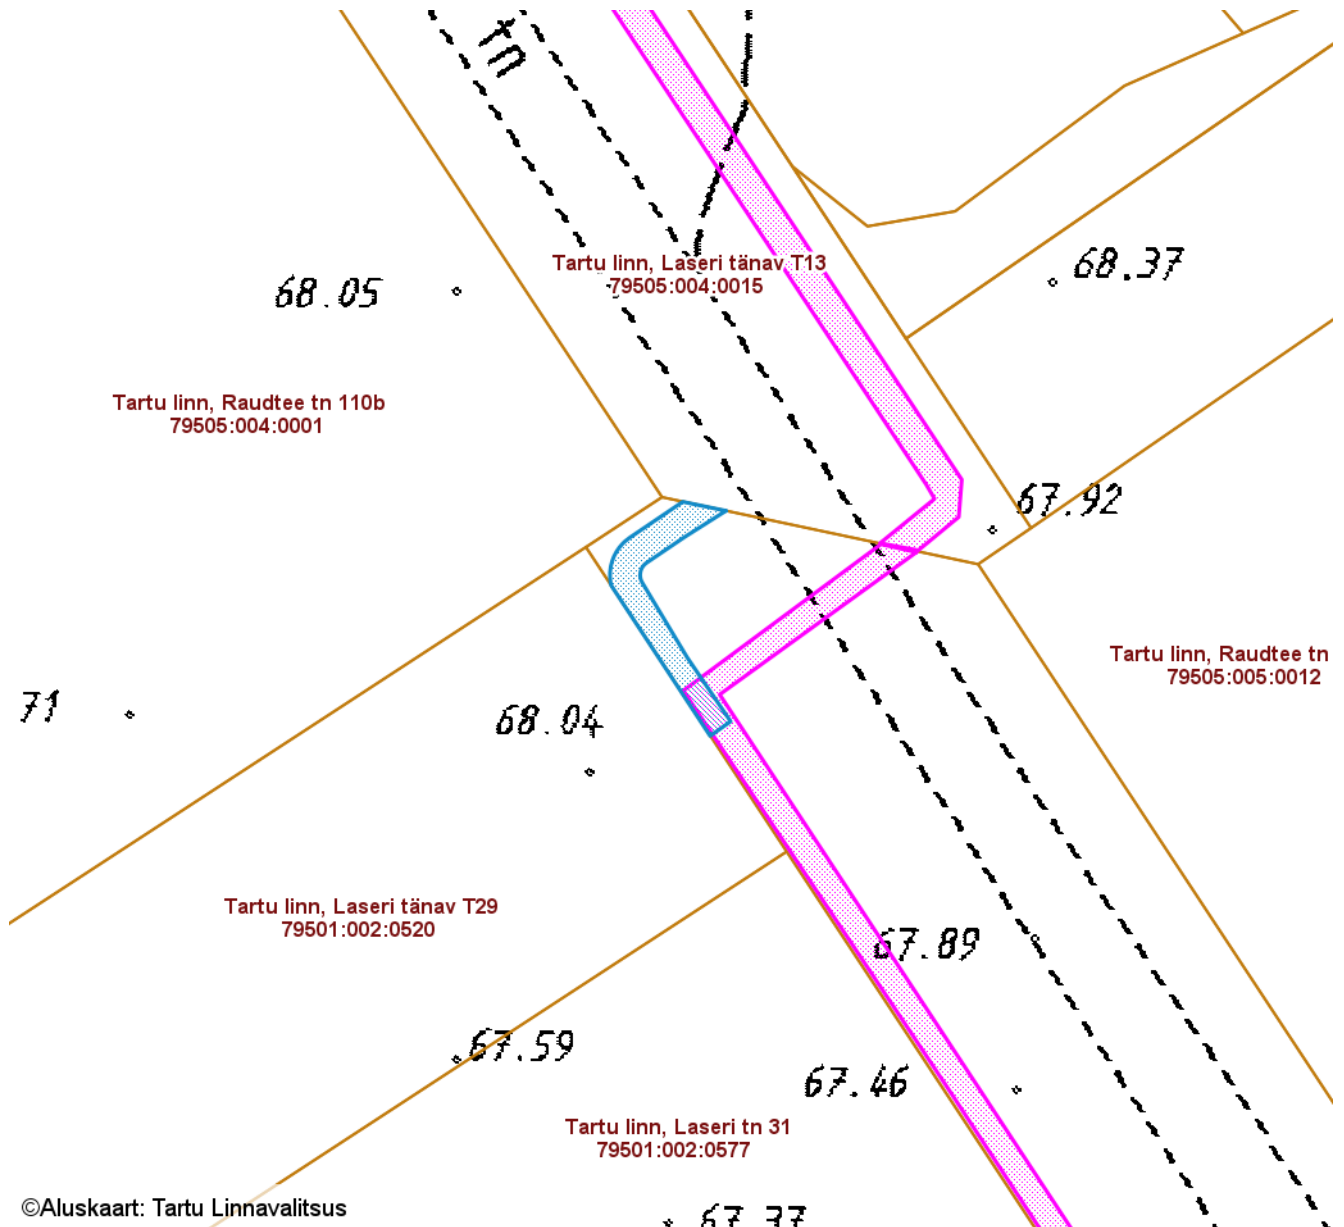 tn
Tartu linn, Laseri tänav T13
79505:004:0015
68.37
68.05
Tartu linn, Raudtee tn 110b
79505:004:0001
67.92
Tartu linn, Raudtee tn
79505:005:0012
71
68.04
Tartu linn, Laseri tänav T29
79501:002:0520
67.89
67.59
67.46
Tartu linn, Laseri tn 31
79501:002:0577
©Aluskaart: Tartu Linnavalitsus
67.37